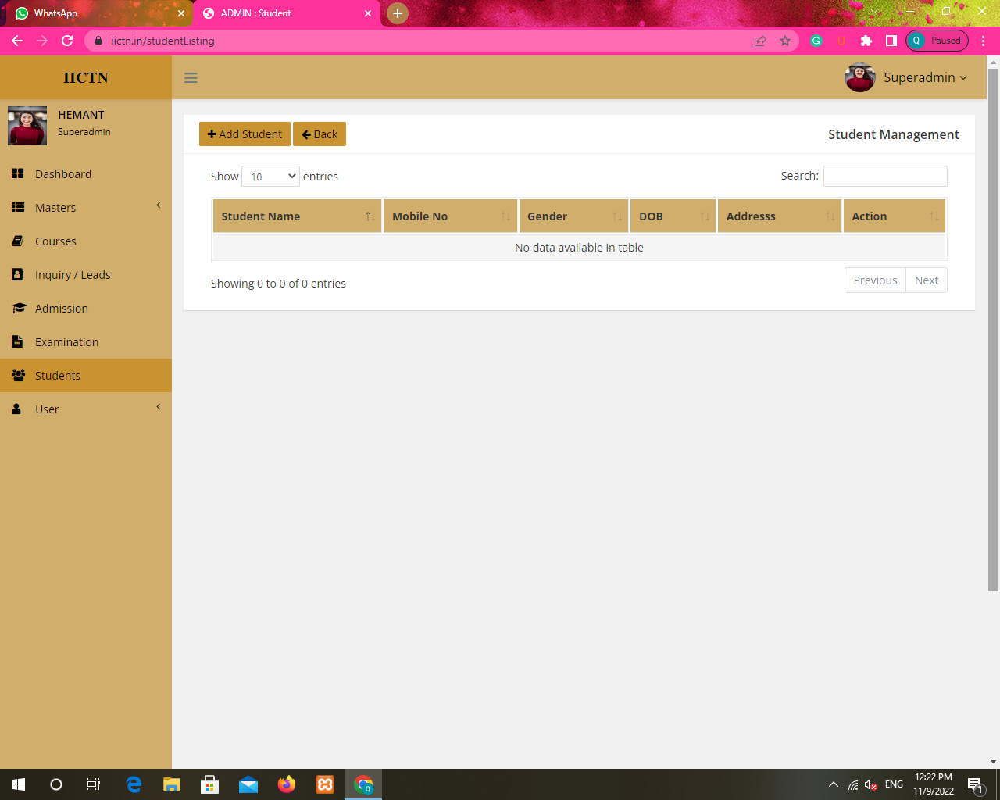 WhatsApp
ADMIN : Student
iictn.in/studentListing
Q Paused
IICTN
Superadmin
HEMANT
Superadmin
Dashboard
Masters
Courses
Inquiry / Leads
Admission
Examination
Students
User
Add Student
Back
Student Management
Show 10 entries
Search:
Student Name Mobile No Gender DOB Addresss Action
No data available in table
Showing 0 to 0 of 0 entries
Previous Next
ENG
12:22 PM
11/9/2022
1